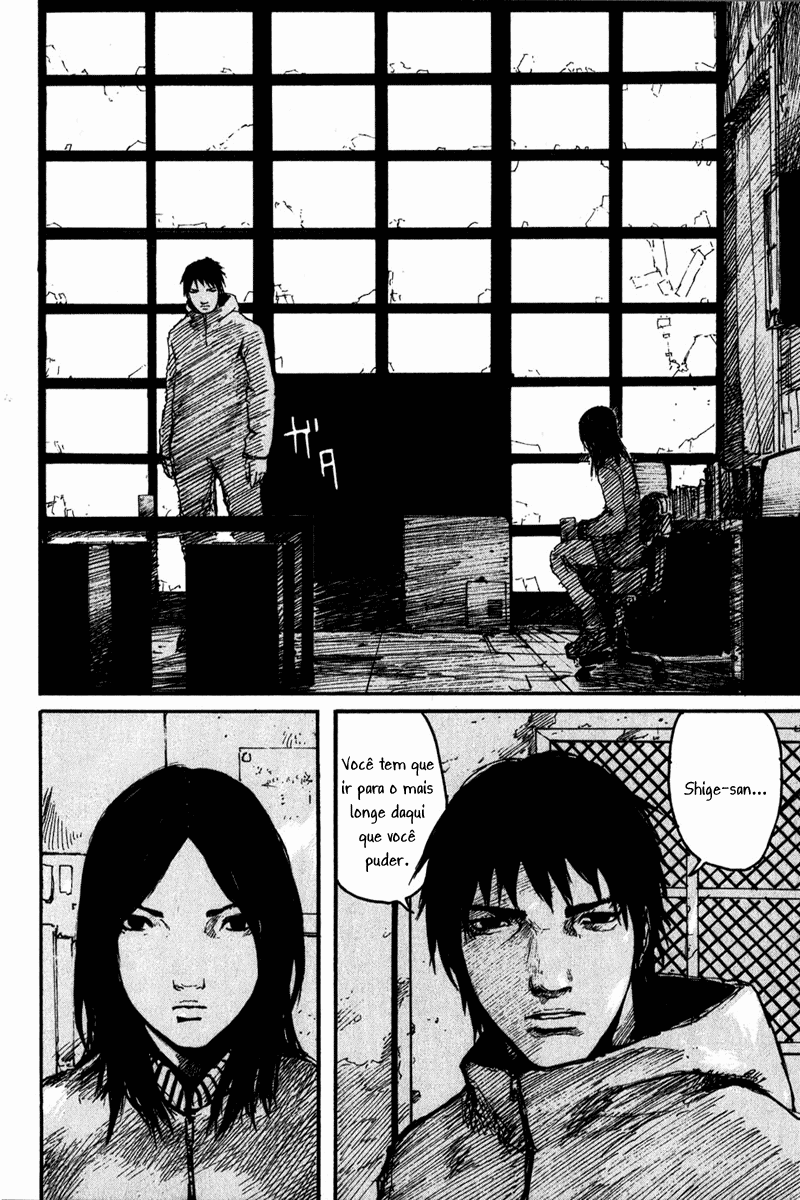 ガタ
Shige-san...
Você tem que
ir para o mais
longe daqui
que você
puder.